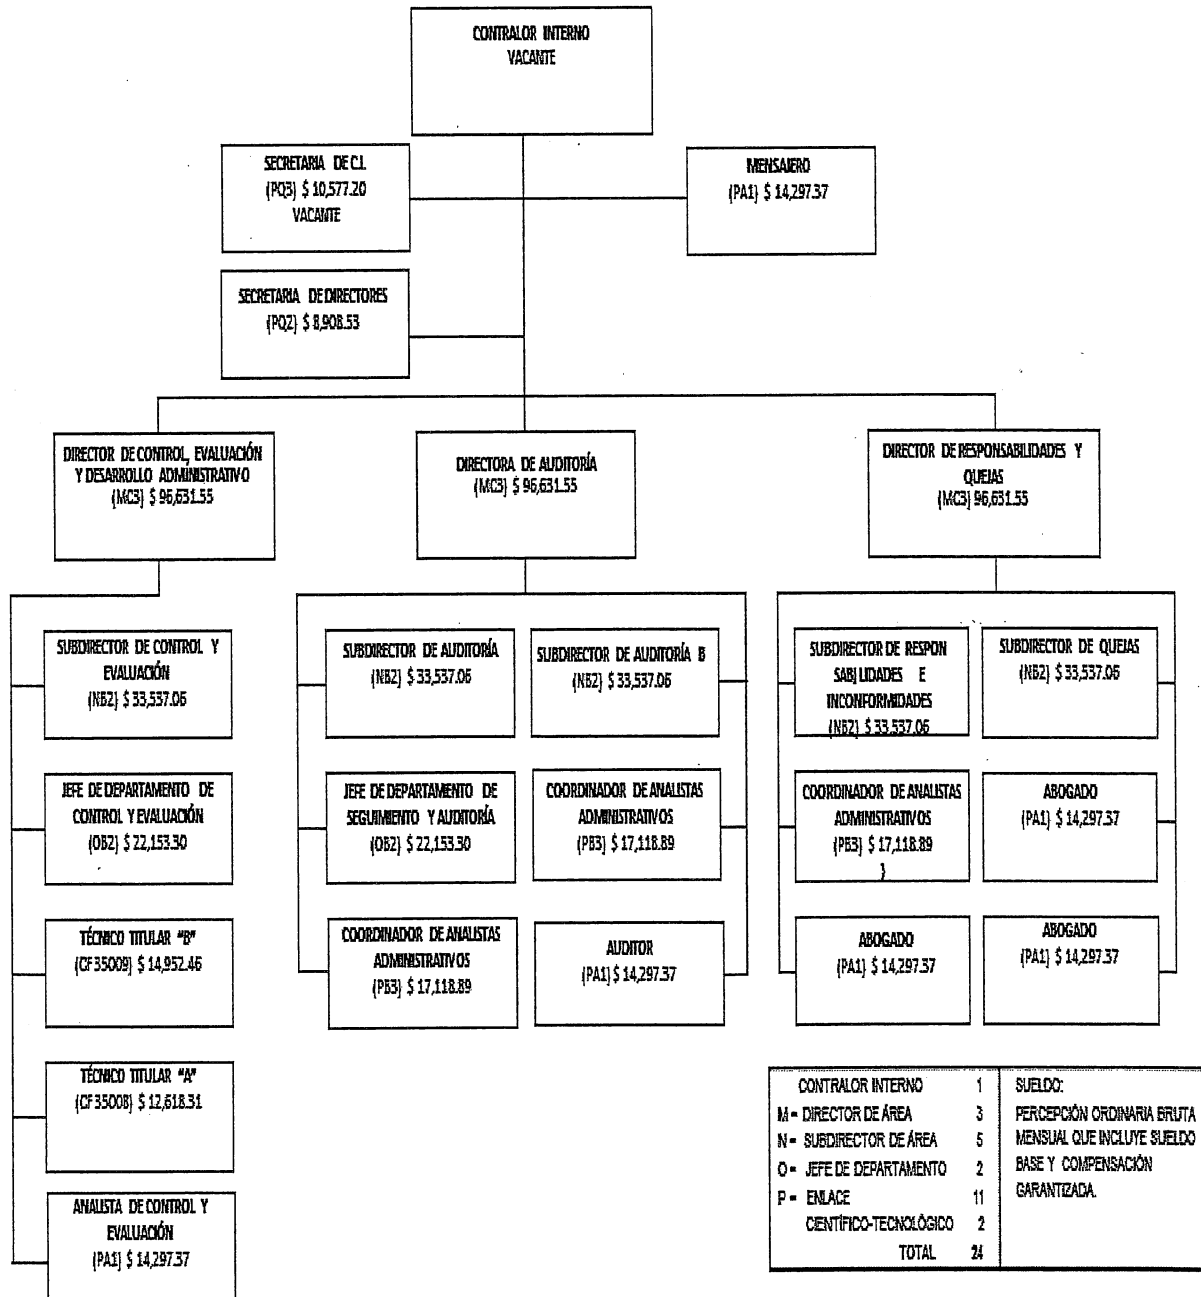 CONTRALOR INTERNO
VACANTE
SECRETARIA DE C.I.
(PQ3) $ 10,577.20
VACANTE
MENSAJERO
(PA1) $ 14,297.37
SECRETARIA DE DIRECTORES
(PQ2) $ 8,908.53
DIRECTOR DE CONTROL, EVALUACIÓN
Y DESARROLLO ADMINISTRATIVO
(MC3) $ 96,631.55
DIRECTORA DE AUDITORÍA
(MC3) $ 96,631.55
DIRECTOR DE RESPONSABILIDADES Y
QUEJAS
(MC3) 96,631.55
SUBDIRECTOR DE CONTROL Y
EVALUACIÓN
(NB2) $ 33,537.06
JEFE DE DEPARTAMENTO DE
CONTROL Y EVALUACIÓN
(OB2) $ 22,153.30
TÉCNICO TITULAR "B"
(CF35009) $ 14,952.46
TÉCNICO TITULAR "A"
(CF35008) $ 12,618.31
ANALISTA DE CONTROL Y
EVALUACIÓN
(PA1) $ 14,297.37
SUBDIRECTOR DE AUDITORÍA
(NB2) $ 33,537.06
SUBDIRECTOR DE AUDITORÍA B
(NB2) $ 33,537.06
JEFE DE DEPARTAMENTO DE
SEGUIMIENTO Y AUDITORÍA
(OB2) $ 22,153.30
COORDINADOR DE ANALISTAS
ADMINISTRATIVOS
(PB3) $ 17,118.89
COORDINADOR DE ANALISTAS
ADMINISTRATIVOS
(PB3) $ 17,118.89
AUDITOR
(PA1) $ 14,297.37
SUBDIRECTOR DE RESPON
SABILIDADES E
INCONFORMIDADES
(NB2) $ 33,537.06
SUBDIRECTOR DE QUEJAS
(NB2) $ 33,537.06
COORDINADOR DE ANALISTAS
ADMINISTRATIVOS
(PB3) $ 17,118.89
)
ABOGADO
(PA1) $ 14,297.37
ABOGADO
(PA1) $ 14,297.37
ABOGADO
(PA1) $ 14,297.37
CONTRALOR INTERNO 1
M = DIRECTOR DE ÁREA 3
N = SUBDIRECTOR DE ÁREA 5
O = JEFE DE DEPARTAMENTO 2
P = ENLACE 11
CIENTÍFICO-TECNOLÓGICO 2
TOTAL 24
SUELDO:
PERCEPCIÓN ORDINARIA BRUTA
MENSUAL QUE INCLUYE SUELDO
BASE Y COMPENSACIÓN
GARANTIZADA.